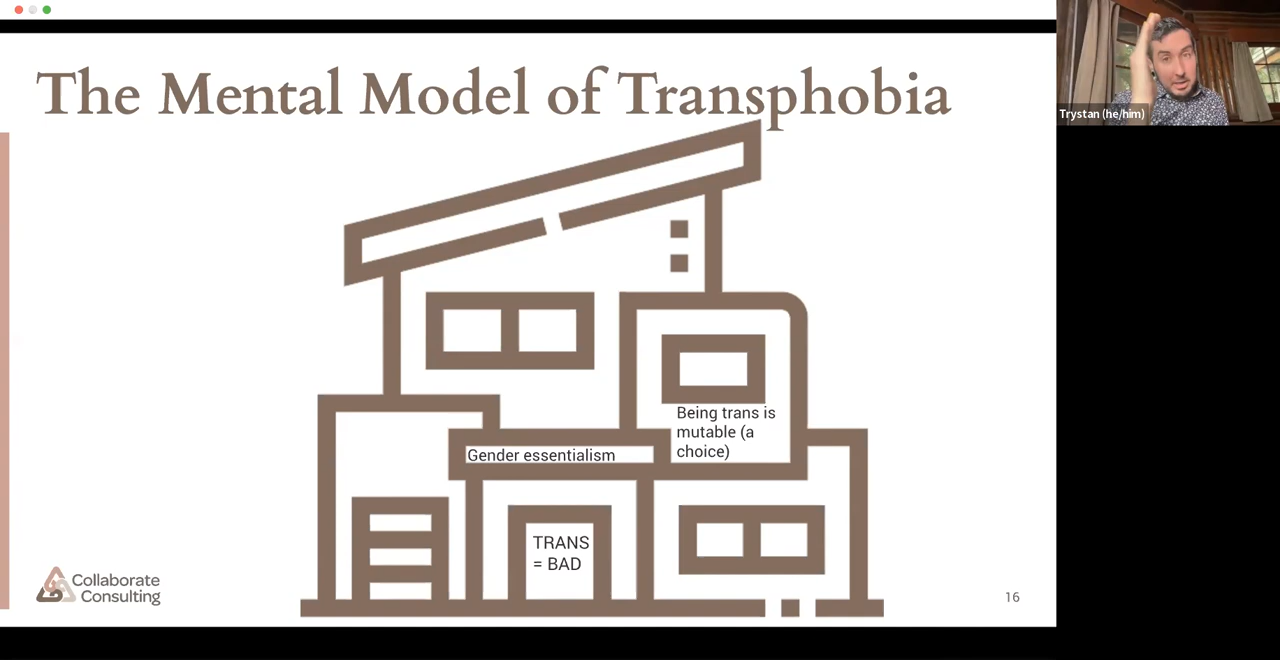 The Mental Model of Transphobia
Trystan (he/him)
Being trans is
mutable (a
choice)
Gender essentialism
TRANS
= BAD
Collaborate
Consulting
16